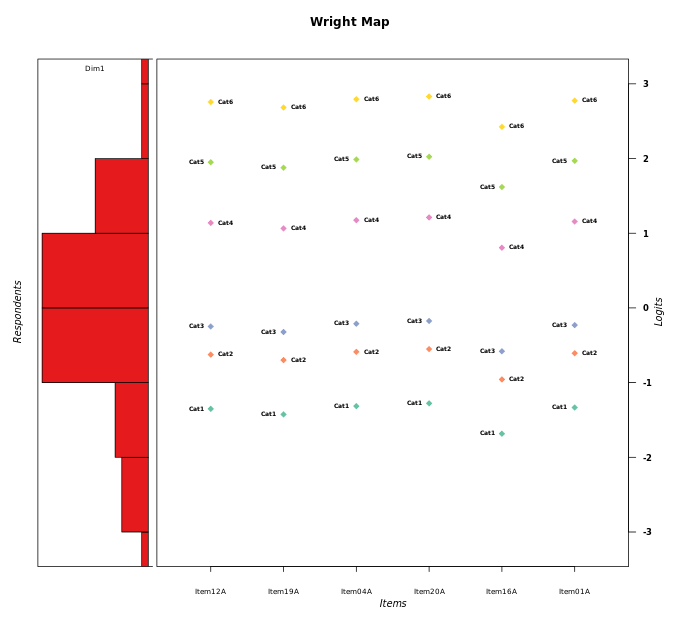 Wright Map
Dim1
3
Cat6 Cat6 Cat6 Cat6 Cat6 Cat6
2
Cat5 Cat5 Cat5 Cat5 Cat5 Cat5
Cat4 Cat4 Cat4 Cat4 Cat4 Cat4
1
0
Cat3 Cat3 Cat3 Cat3 Cat3 Cat3
Cat2 Cat2 Cat2 Cat2 Cat2 Cat2
-1
Cat1 Cat1 Cat1 Cat1 Cat1 Cat1
-2
-3
Respondents
Logits
Item12A Item19A Item04A Item20A Item16A Item01A
Items